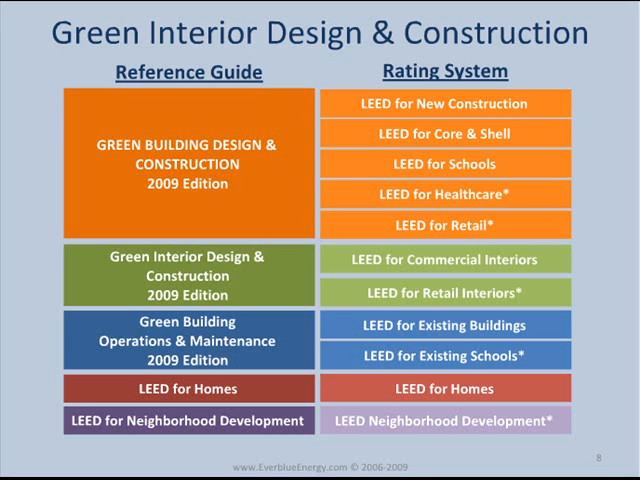 Green Interior Design & Construction
Reference Guide
Rating System
GREEN BUILDING DESIGN &
CONSTRUCTION
2009 Edition
LEED for New Construction
LEED for Core & Shell
LEED for Schools
LEED for Healthcare*
LEED for Retail*
Green Interior Design &
Construction
2009 Edition
LEED for Commercial Interiors
LEED for Retail Interiors*
Green Building
Operations & Maintenance
2009 Edition
LEED for Existing Buildings
LEED for Existing Schools*
LEED for Homes
LEED for Homes
LEED for Neighborhood Development
LEED Neighborhood Development*
www.EverblueEnergy.com © 2006-2009
8